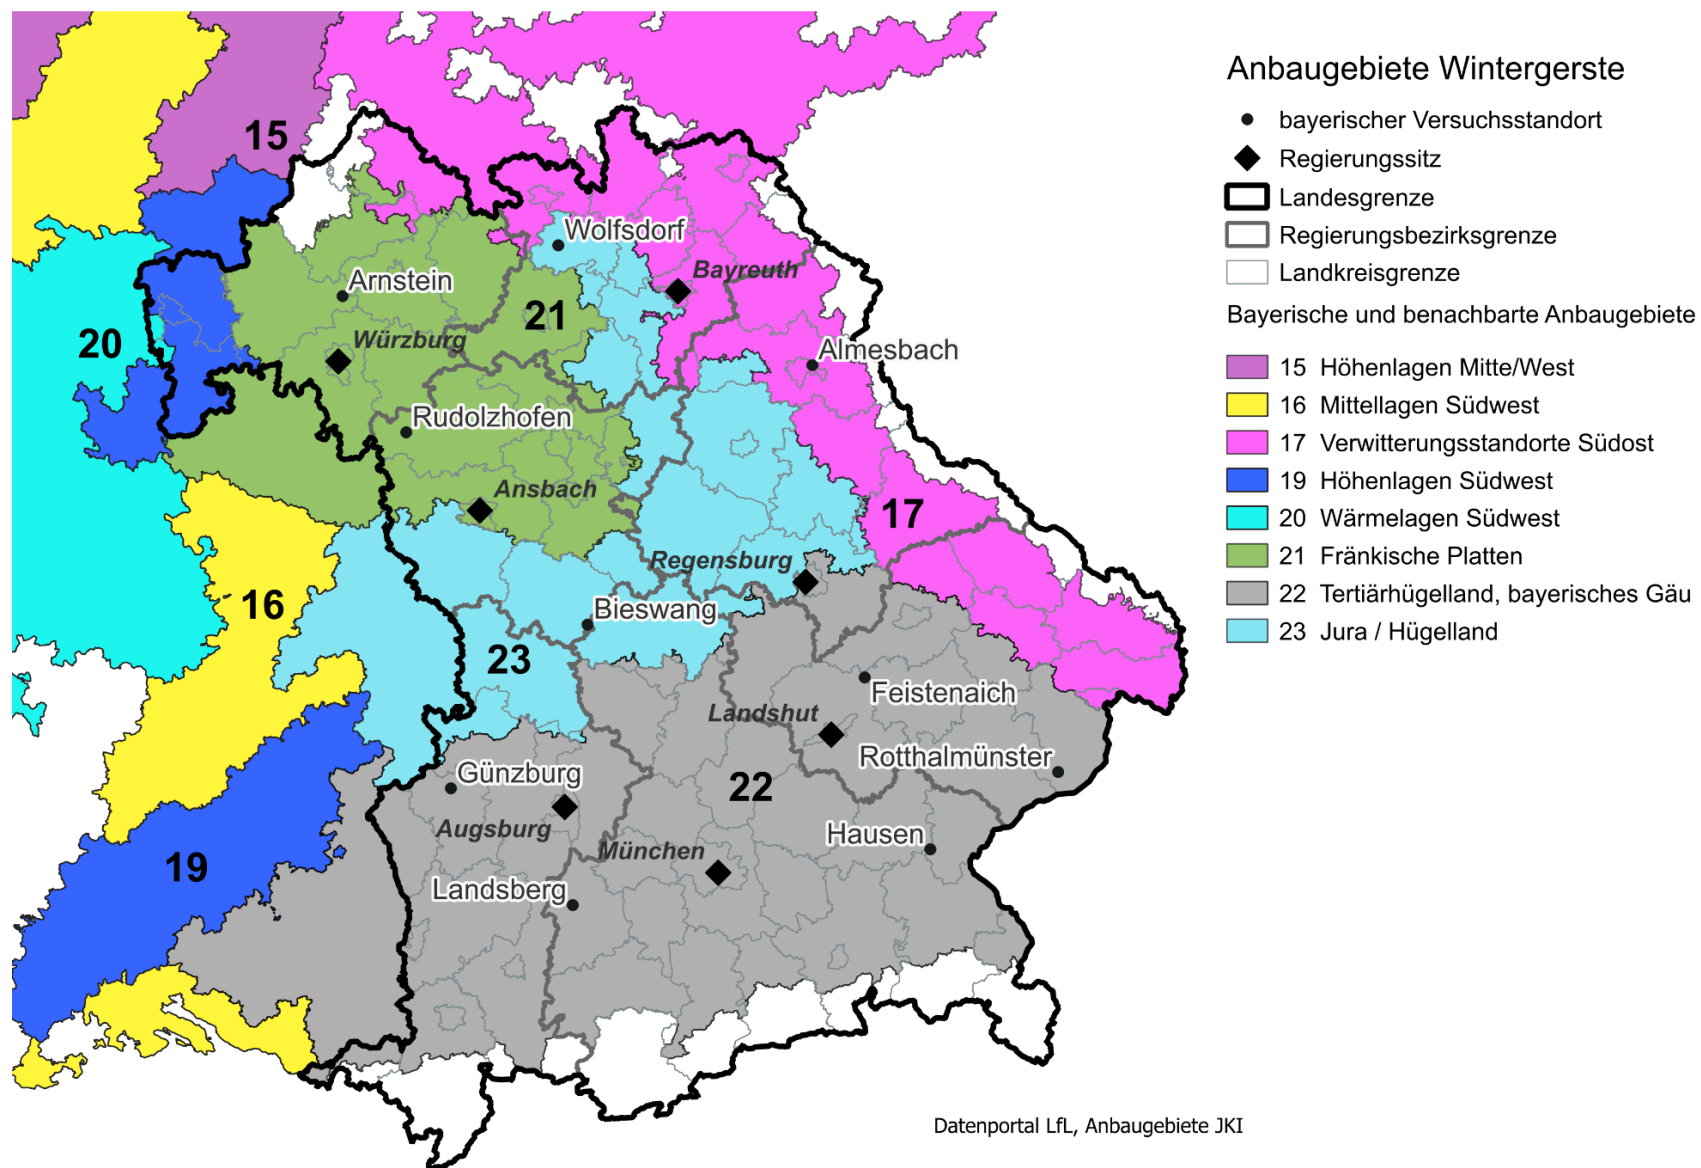 Anbaugebiete Wintergerste
bayerischer Versuchsstandort
Regierungssitz
Landesgrenze
Regierungsbezirksgrenze
Landkreisgrenze
Bayerische und benachbarte Anbaugebiete
15 Höhenlagen Mitte/West
16 Mittellagen Südwest
17 Verwitterungsstandorte Südost
19 Höhenlagen Südwest
20 Wärmelagen Südwest
21 Fränkische Platten
22 Tertiärhügelland, bayerisches Gäu
23 Jura / Hügelland
15
Wolfsdorf
Bayreuth
Arnstein
21
20
Würzburg
Almesbach
Rudolzhofen
Ansbach
17
Regensburg
16
Bieswang
23
Feistenaich
Landshut
Rotthalmünster
Günzburg
22
Augsburg
Hausen
München
19
Landsberg
Datenportal LfL, Anbaugebiete JKI